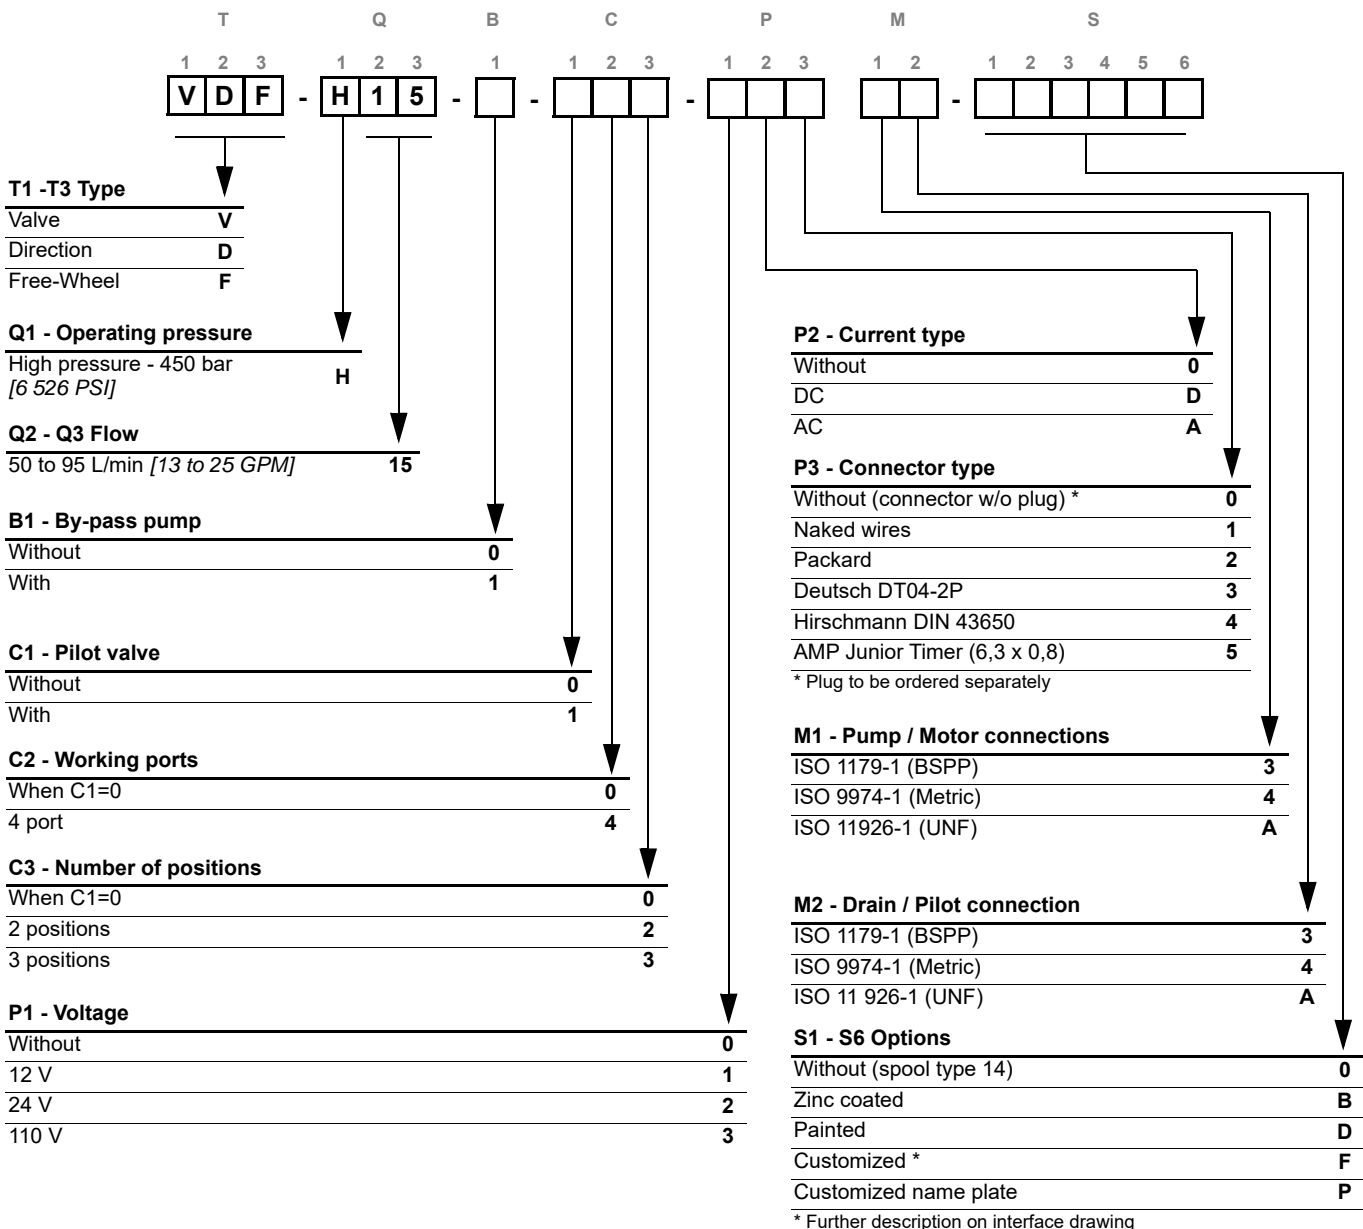 T Q B C P M S
1 2 3 1 2 3 1 1 2 3 1 2 3 1 2 1 2 3 4 5 6
V D F - H 1 5 - - - -
T1 -T3 Type
Valve V
Direction D
Free-Wheel F
Q1 - Operating pressure
High pressure - 450 bar
[6 526 PSI] H
Q2 - Q3 Flow
50 to 95 L/min [13 to 25 GPM] 15
B1 - By-pass pump
Without 0
With 1
C1 - Pilot valve
Without 0
With 1
C2 - Working ports
When C1=0 0
4 port 4
C3 - Number of positions
When C1=0 0
2 positions 2
3 positions 3
P1 - Voltage
Without 0
12 V 1
24 V 2
110 V 3
P2 - Current type
Without 0
DC D
AC A
P3 - Connector type
Without (connector w/o plug) * 0
Naked wires 1
Packard 2
Deutsch DT04-2P 3
Hirschmann DIN 43650 4
AMP Junior Timer (6,3 x 0,8) 5
* Plug to be ordered separately
M1 - Pump / Motor connections
ISO 1179-1 (BSPP) 3
ISO 9974-1 (Metric) 4
ISO 11926-1 (UNF) A
M2 - Drain / Pilot connection
ISO 1179-1 (BSPP) 3
ISO 9974-1 (Metric) 4
ISO 11 926-1 (UNF) A
S1 - S6 Options
Without (spool type 14) 0
Zinc coated B
Painted D
Customized * F
Customized name plate P
* Further description on interface drawing